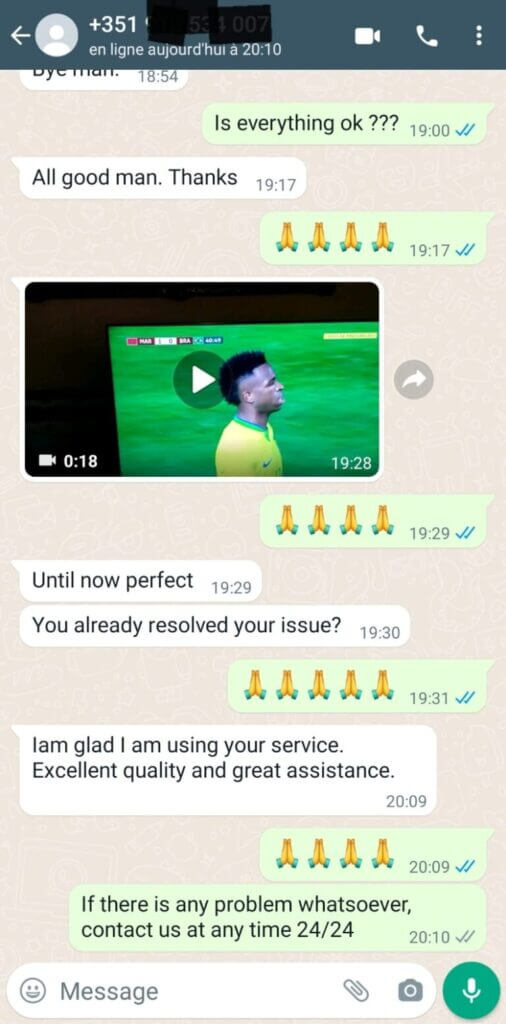 +351 9
534 007
en ligne aujourd'hui à 20:10
Bye man. 18:54
Is everything ok ??? 19:00
All good man. Thanks 19:17
🙏🙏🙏🙏 19:17
MAR 1 0 BRA 40:49
0:18 19:28
🙏🙏🙏🙏 19:29
Until now perfect 19:29
You already resolved your issue? 19:30
🙏🙏🙏🙏🙏 19:31
Iam glad I am using your service.
Excellent quality and great assistance.
20:09
🙏🙏🙏🙏 20:09
If there is any problem whatsoever,
contact us at any time 24/24 20:10
Message